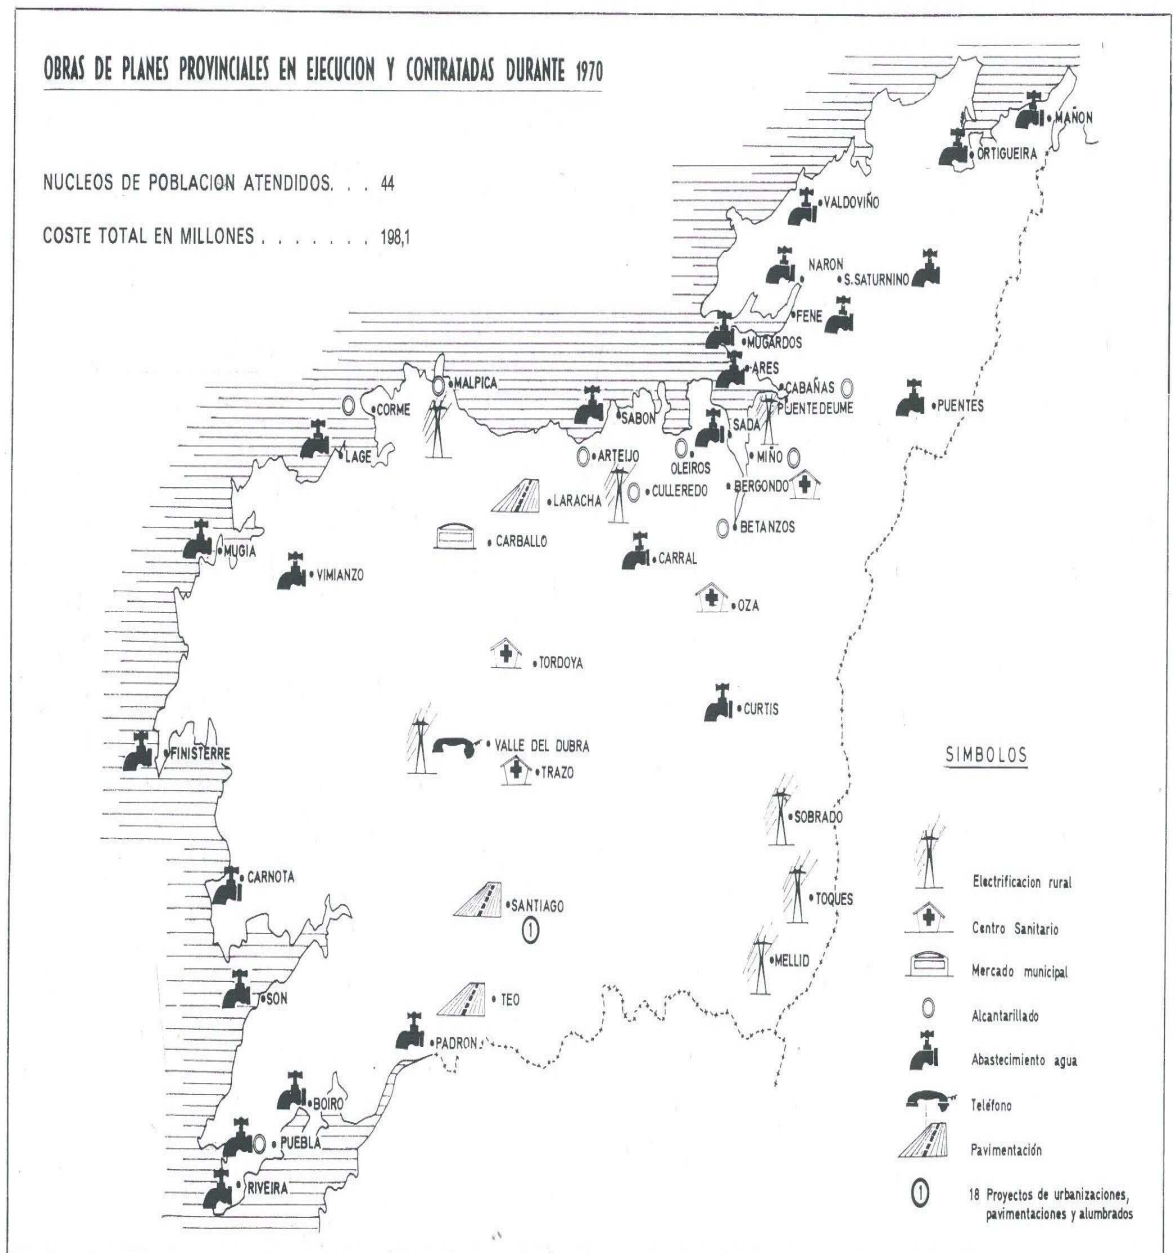 OBRAS DE PLANES PROVINCIALES EN EJECUCION Y CONTRATADAS DURANTE 1970
NUCLEOS DE POBLACION ATENDIDOS. . . 44
COSTE TOTAL EN MILLONES . . . . . . . 198,1
MAÑON
ORTIGUEIRA
VALDOVIÑO
NARON
S.SATURNINO
FENE
MUGARDOS
ARES
MALPICA
CABAÑAS
CORME
SABON
PUENTEDEUME
PUENTES
SADA
LAGE
ARTEIJO
OLEIROS
MIÑO
BERGONDO
CULLEREDO
LARACHA
BETANZOS
CARBALLO
MUGIA
CARRAL
VIMIANZO
OZA
TORDOYA
CURTIS
VALLE DEL DUBRA
FINISTERRE
TRAZO
SOBRADO
CARNOTA
TOQUES
SANTIAGO
1
MELLID
SON
TEO
PADRON
BOIRO
PUEBLA
RIVEIRA
SIMBOLOS
Electrificacion rural
Centro Sanitario
Mercado municipal
Alcantarillado
Abastecimiento agua
Teléfono
Pavimentación
1 18 Proyectos de urbanizaciones,
pavimentaciones y alumbrados